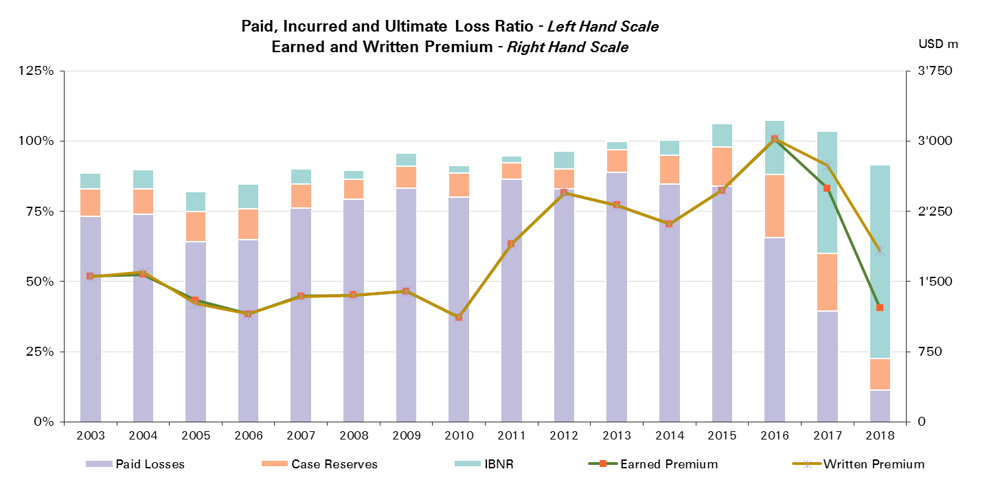 Paid, Incurred and Ultimate Loss Ratio - Left Hand Scale
Earned and Written Premium - Right Hand Scale
USD m
125% 3'750
100% 3'000
75% 2'250
50% 1'500
25% 750
0% 0
2003 2004 2005 2006 2007 2008 2009 2010 2011 2012 2013 2014 2015 2016 2017 2018
Paid Losses Case Reserves IBNR Earned Premium Written Premium